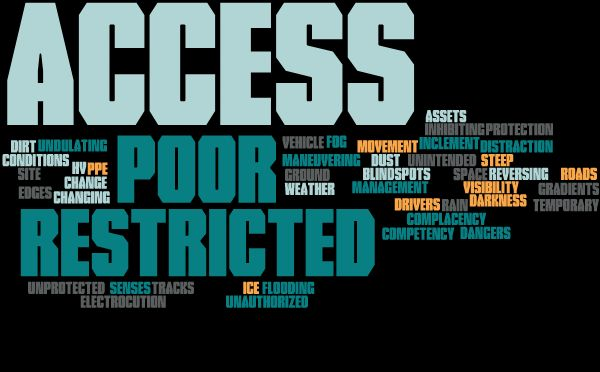 ACCESS
ASSETS
INHIBITING PROTECTION
DIRT UNDULATING
POOR
VEHICLE FOG
MOVEMENT INCLEMENT DISTRACTION
CONDITIONS
MANEUVERING DUST UNINTENDED STEEP
HV PPE
SITE
GROUND
BLINDSPOTS SPACE REVERSING ROADS
CHANGE
EDGES
WEATHER
MANAGEMENT VISIBILITY GRADIENTS
CHANGING
DRIVERS RAIN DARKNESS TEMPORARY
RESTRICTED
COMPLACENCY
COMPETENCY DANGERS
UNPROTECTED SENSES TRACKS ICE FLOODING
ELECTROCUTION UNAUTHORIZED